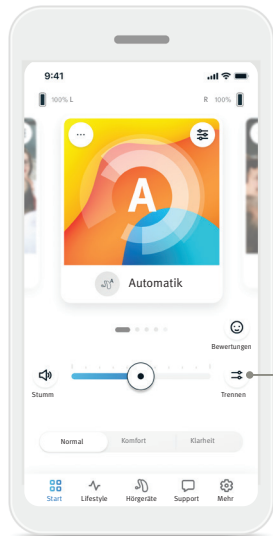 9:41
100% L
R 100%
A
A
Automatik
Bewertungen
Stumm
Trennen
Normal
Komfort
Klarheit
Start
Lifestyle
Hörgeräte
Support
Mehr